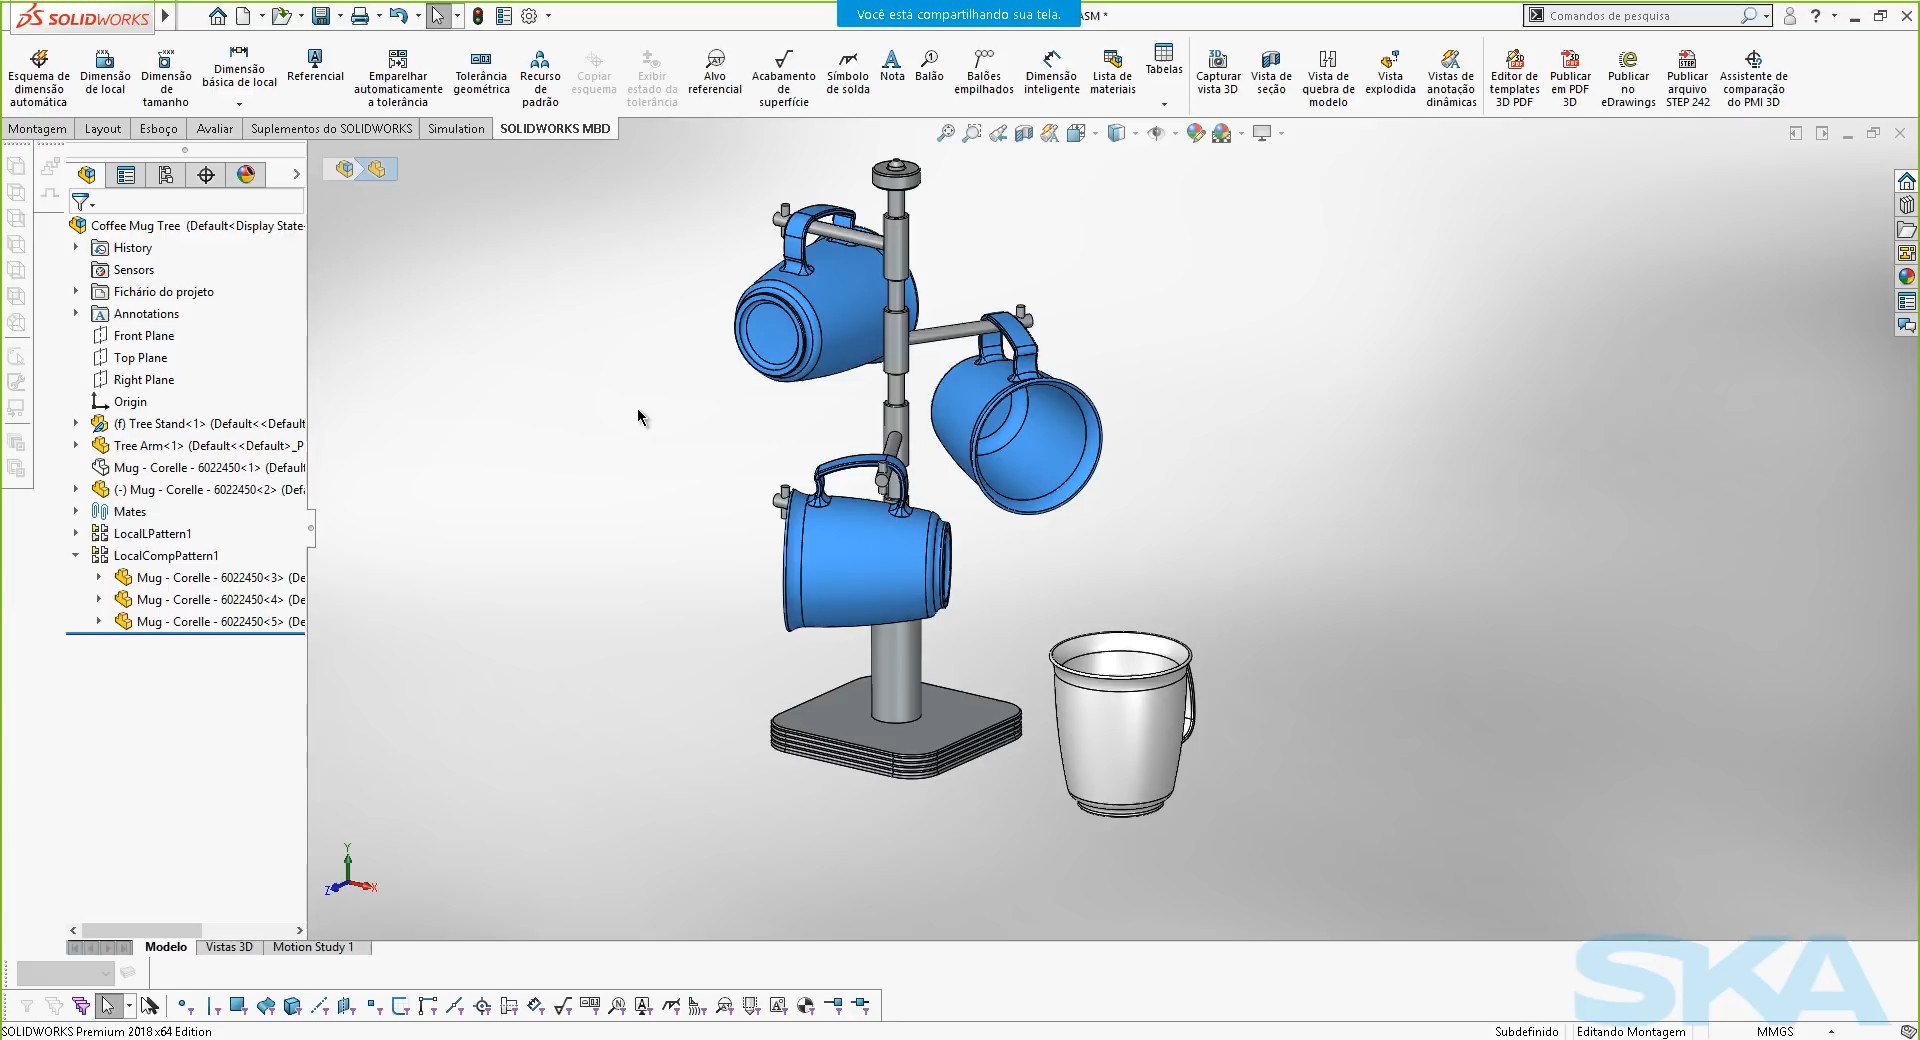 SOLIDWORKS
Você está compartilhando sua tela.
ASM *
Comandos de pesquisa
Esquema de dimensão automática
Dimensão de local
Dimensão de tamanho
Dimensão básica de local
Referencial
Emparelhar automaticamente a tolerância
Tolerância geométrica
Recurso de padrão
Copiar esquema
Exibir estado da tolerância
Alvo referencial
Acabamento de superfície
Símbolo de solda
Nota
Balão
Balões empilhados
Dimensão inteligente
Lista de materiais
Tabelas
Capturar vista 3D
Vista de seção
Vista de quebra de modelo
Vista explodida
Vistas de anotação dinâmicas
Editor de templates 3D PDF
Publicar em PDF 3D
Publicar no eDrawings
Publicar arquivo STEP 242
Assistente de comparação do PMI 3D
Montagem
Layout
Esboço
Avaliar
Suplementos do SOLIDWORKS
Simulation
SOLIDWORKS MBD
Coffee Mug Tree (Default<Display State-
History
Sensors
Fichário do projeto
Annotations
Front Plane
Top Plane
Right Plane
Origin
(f) Tree Stand<1> (Default<<Default
Tree Arm<1> (Default<<Default>_P
Mug - Corelle - 6022450<1> (Default
(-) Mug - Corelle - 6022450<2> (Def
Mates
LocalLPattern1
LocalCompPattern1
Mug - Corelle - 6022450<3> (De
Mug - Corelle - 6022450<4> (De
Mug - Corelle - 6022450<5> (De
Y
Z
X
Modelo
Vistas 3D
Motion Study 1
SKA
SOLIDWORKS Premium 2018 x64 Edition
Subdefinido
Editando Montagem
MMGS